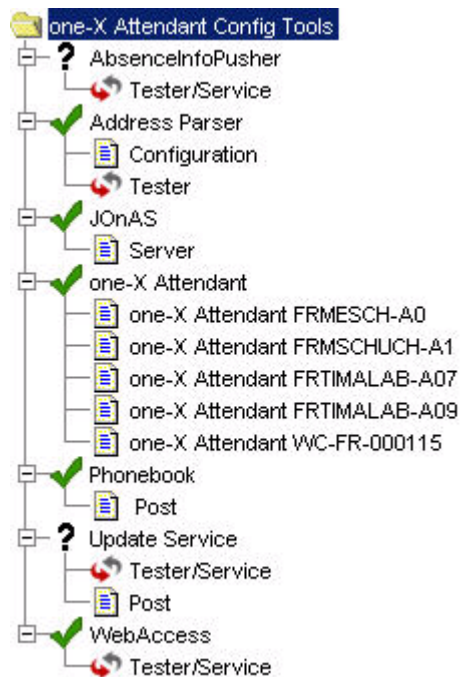 one-X Attendant Config Tools
? AbsenceInfoPusher
Tester/Service
Address Parser
Configuration
Tester
JOnAS
Server
one-X Attendant
one-X Attendant FRMESCH-A0
one-X Attendant FRMSCHUCH-A1
one-X Attendant FRTIMALAB-A07
one-X Attendant FRTIMALAB-A09
one-X Attendant WC-FR-000115
Phonebook
Post
? Update Service
Tester/Service
Post
WebAccess
Tester/Service